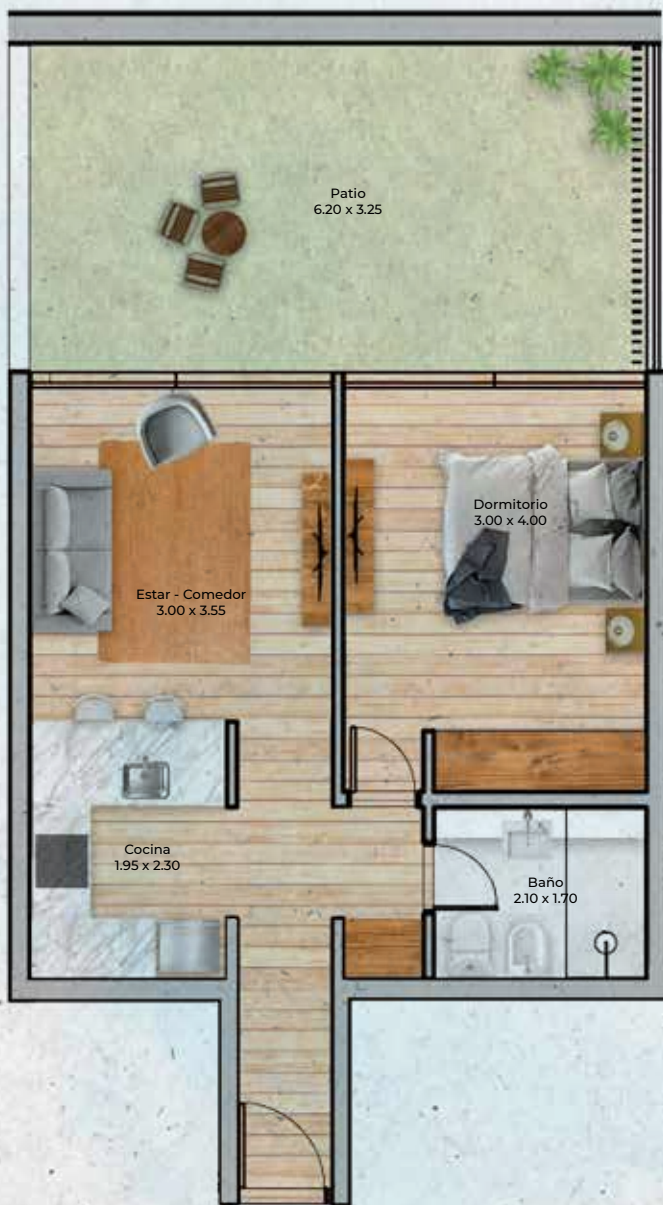 Patio
6.20 x 3.25
Dormitorio
3.00 x 4.00
Estar - Comedor
3.00 x 3.55
Cocina
1.95 x 2.30
Baño
2.10 x 1.70